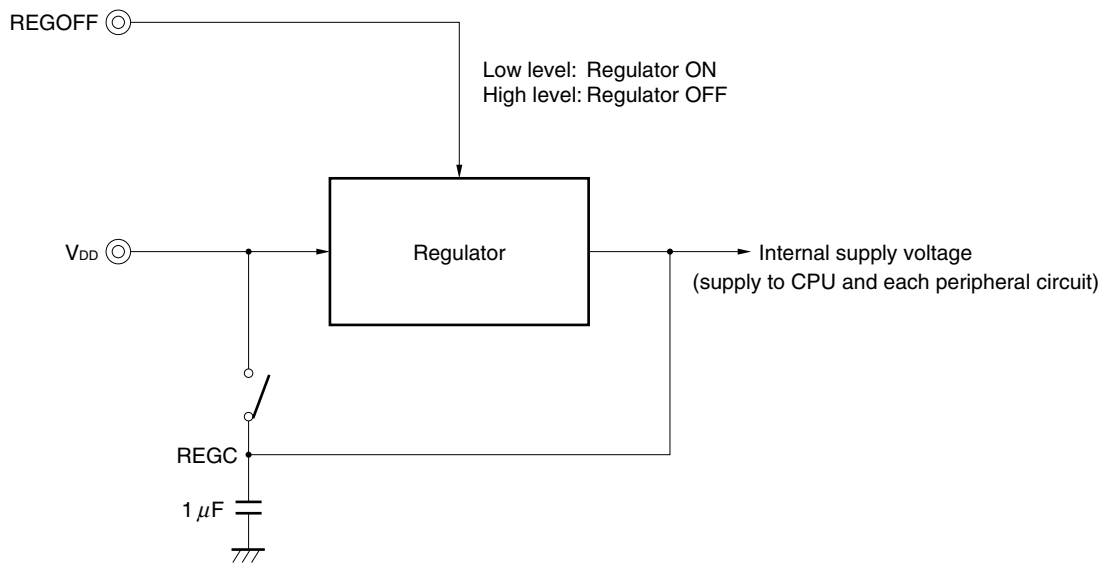 REGOFF
Low level: Regulator ON
High level: Regulator OFF
VDD
Regulator
Internal supply voltage
(supply to CPU and each peripheral circuit)
REGC
1 μF